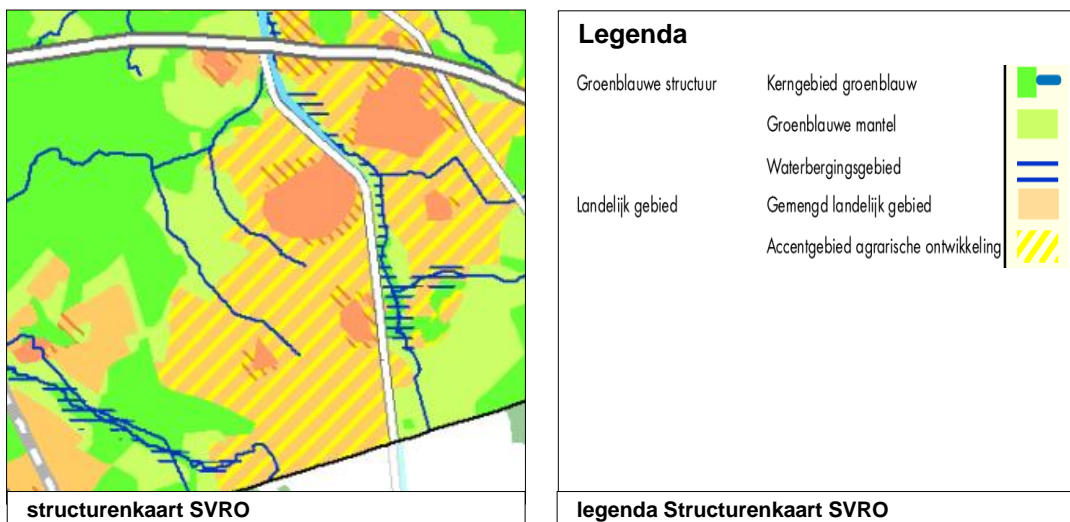 structurenkaart SVRO
Legenda
Groenblauwe structuur Kerngebied groenblauw
Groenblauwe mantel
Waterbergingsgebied
Landelijk gebied Gemengd landelijk gebied
Accentgebied agrarische ontwikkeling
legenda Structurenkaart SVRO